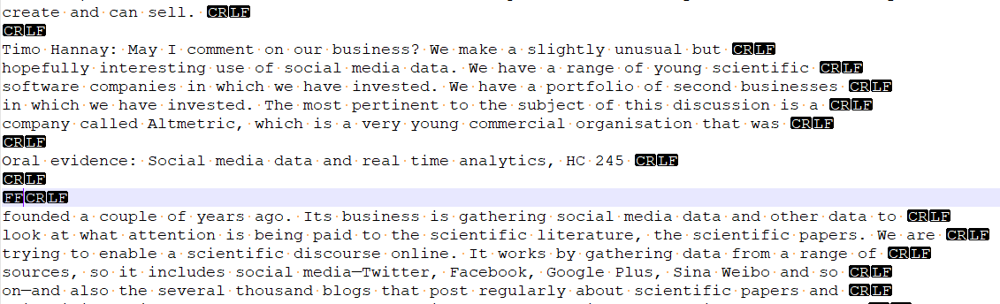 create and can sell. CRLF
CRLF
Timo Hannay: May I comment on our business? We make a slightly unusual but CRLF
hopefully interesting use of social media data. We have a range of young scientific CRLF
software companies in which we have invested. We have a portfolio of second businesses CRLF
in which we have invested. The most pertinent to the subject of this discussion is a CRLF
company called Altmetric, which is a very young commercial organisation that was CRLF
CRLF
Oral evidence: Social media data and real time analytics, HC 245 CRLF
CRLF
FFCRLF
founded a couple of years ago. Its business is gathering social media data and other data to CRLF
look at what attention is being paid to the scientific literature, the scientific papers. We are CRLF
trying to enable a scientific discourse online. It works by gathering data from a range of CRLF
sources, so it includes social media—Twitter, Facebook, Google Plus, Sina Weibo and so CRLF
on—and also the several thousand blogs that post regularly about scientific papers and CRLF